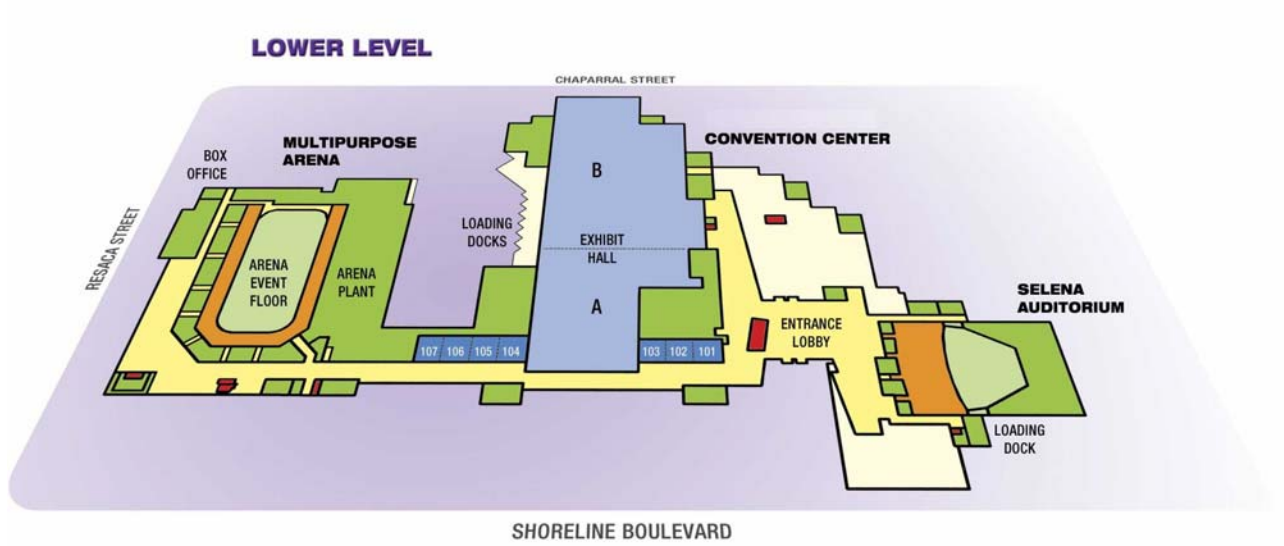 LOWER LEVEL
CHAPARRAL STREET
MULTIPURPOSE
ARENA
BOX
OFFICE
CONVENTION CENTER
B
LOADING
DOCKS
EXHIBIT
HALL
A
RESACA STREET
ARENA
EVENT
FLOOR
ARENA
PLANT
SELENA
AUDITORIUM
ENTRANCE
LOBBY
107 106 105 104
103 102 101
LOADING
DOCK
SHORELINE BOULEVARD